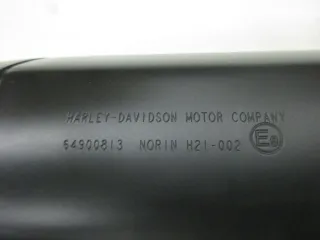 HARLEY-DAVIDSON MOTOR COMPANY
64900813 NORIN H21-002